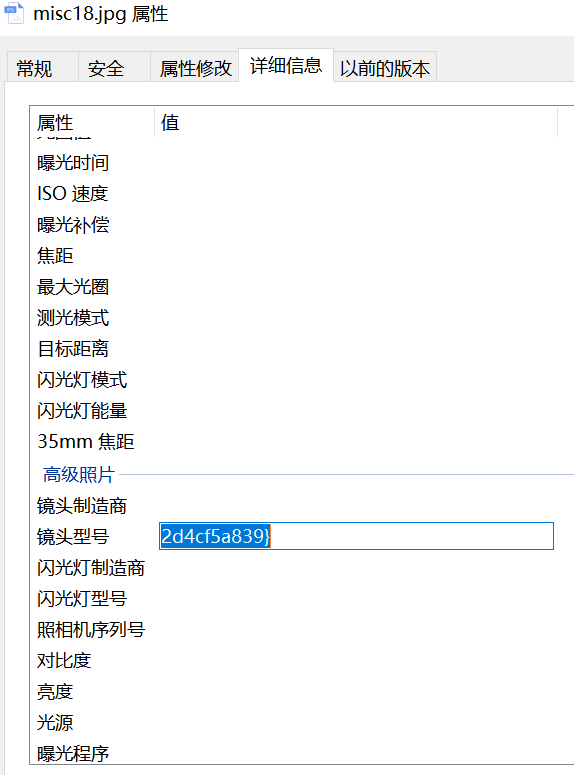 misc18.jpg 属性
常规 安全 属性修改 详细信息 以前的版本
属性 值
曝光时间
ISO 速度
曝光补偿
焦距
最大光圈
测光模式
目标距离
闪光灯模式
闪光灯能量
35mm 焦距
高级照片
镜头制造商
镜头型号 2d4cf5a839}
闪光灯制造商
闪光灯型号
照相机序列号
对比度
亮度
光源
曝光程序